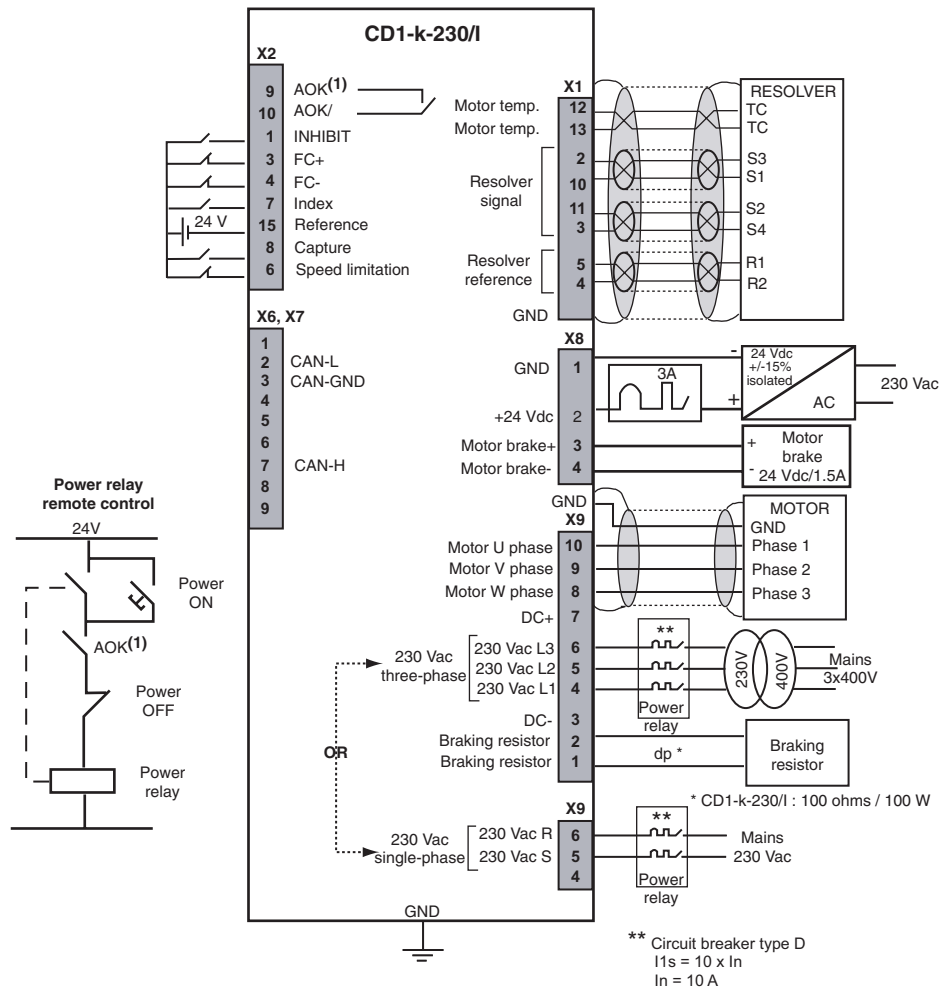 CD1-k-230/I
X2
9 AOK(1)
10 AOK/
1 INHIBIT
3 FC+
4 FC-
7 Index
24 V
15 Reference
8 Capture
6 Speed limitation
X6, X7
1
2 CAN-L
3 CAN-GND
4
5
6
7 CAN-H
8
9
Power relay
remote control
24V
Power
ON
AOK(1)
Power
OFF
Power
relay
X1
Motor temp. 12
Motor temp. 13
Resolver
signal
2
10
11
3
Resolver
reference
5
4
GND
RESOLVER
TC
TC
S3
S1
S2
S4
R1
R2
X8
GND 1
+24 Vdc 2
Motor brake+ 3
Motor brake- 4
3A
-
+
24 Vdc
+/-15%
isolated
AC
230 Vac
+ Motor
brake
- 24 Vdc/1.5A
GND
X9
Motor U phase 10
Motor V phase 9
Motor W phase 8
DC+ 7
MOTOR
GND
Phase 1
Phase 2
Phase 3
230 Vac
three-phase
230 Vac L3 6
230 Vac L2 5
230 Vac L1 4
**
Power
relay
230V
400V
Mains
3x400V
DC- 3
Braking resistor 2
Braking resistor 1
dp *
Braking
resistor
* CD1-k-230/I : 100 ohms / 100 W
OR
X9
230 Vac
single-phase
230 Vac R 6
230 Vac S 5
4
**
Power
relay
Mains
230 Vac
GND
** Circuit breaker type D
I1s = 10 x In
In = 10 A